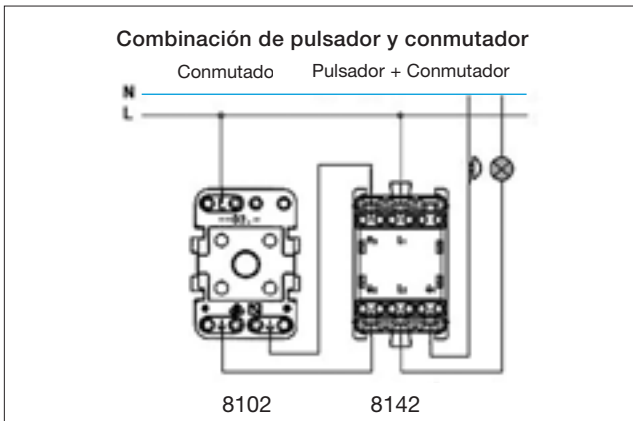 Combinación de pulsador y conmutador
Conmutado Pulsador + Conmutador
N
L
L
8102 8142